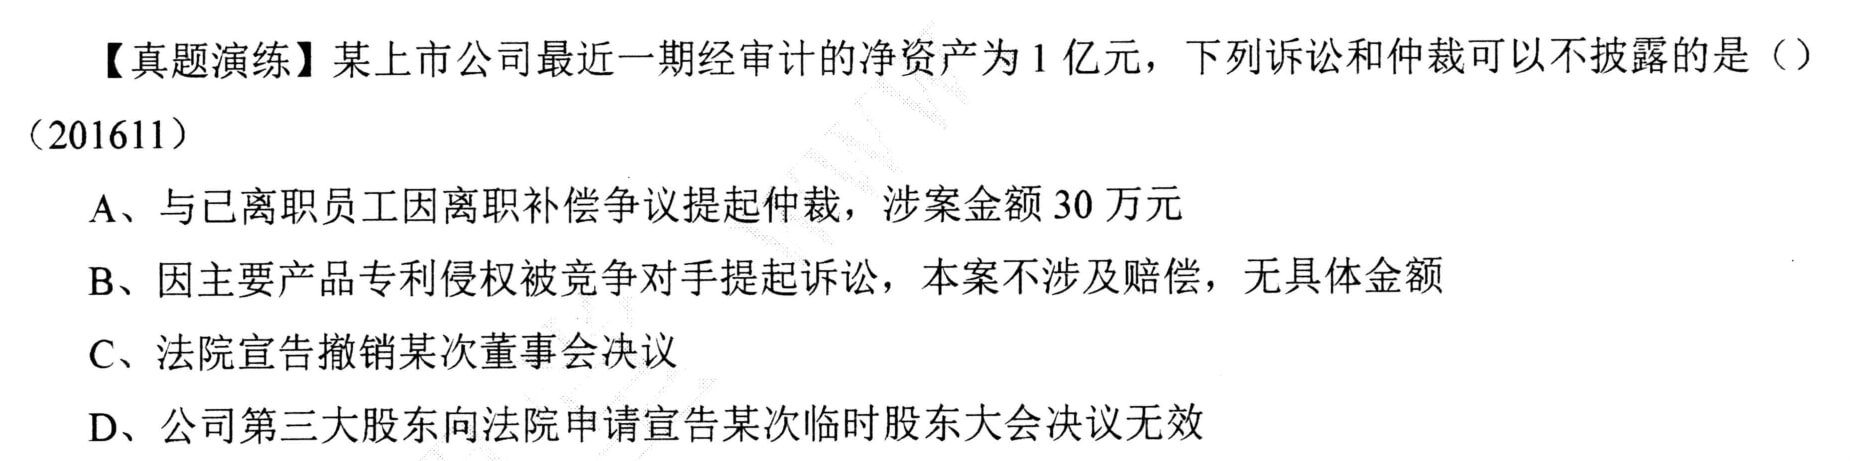 【真题演练】某上市公司最近一期经审计的净资产为 1 亿元，下列诉讼和仲裁可以不披露的是（）
（201611）
A、与已离职员工因离职补偿争议提起仲裁，涉案金额 30 万元
B、因主要产品专利侵权被竞争对手提起诉讼，本案不涉及赔偿，无具体金额
C、法院宣告撤销某次董事会决议
D、公司第三大股东向法院申请宣告某次临时股东大会决议无效